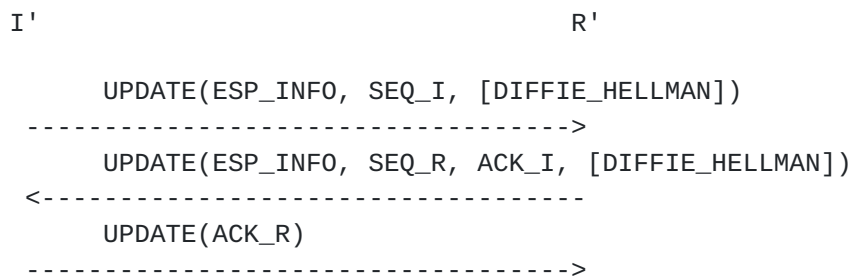 I' R'
UPDATE(ESP_INFO, SEQ_I, [DIFFIE_HELLMAN])
----------------------------------->
UPDATE(ESP_INFO, SEQ_R, ACK_I, [DIFFIE_HELLMAN])
<-----------------------------------
UPDATE(ACK_R)
----------------------------------->